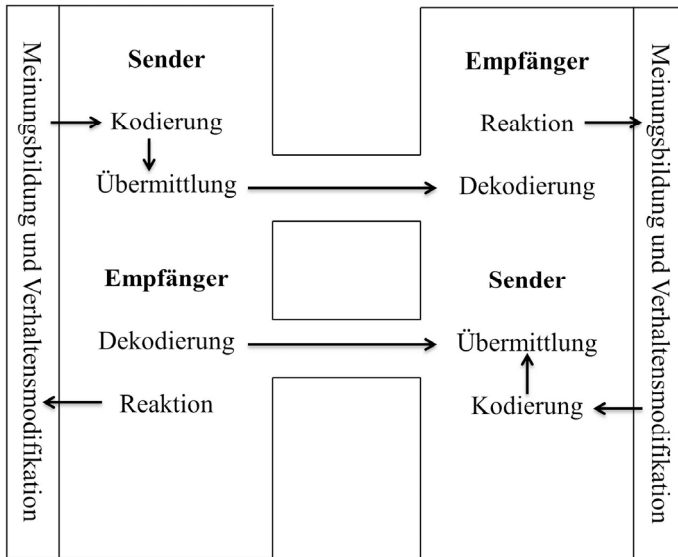 Meinungsbildung und Verhaltensmodifikation
Sender
Kodierung
Übermittlung
Empfänger
Dekodierung
Reaktion
Empfänger
Reaktion
Dekodierung
Sender
Übermittlung
Kodierung
Meinungsbildung und Verhaltensmodifikation